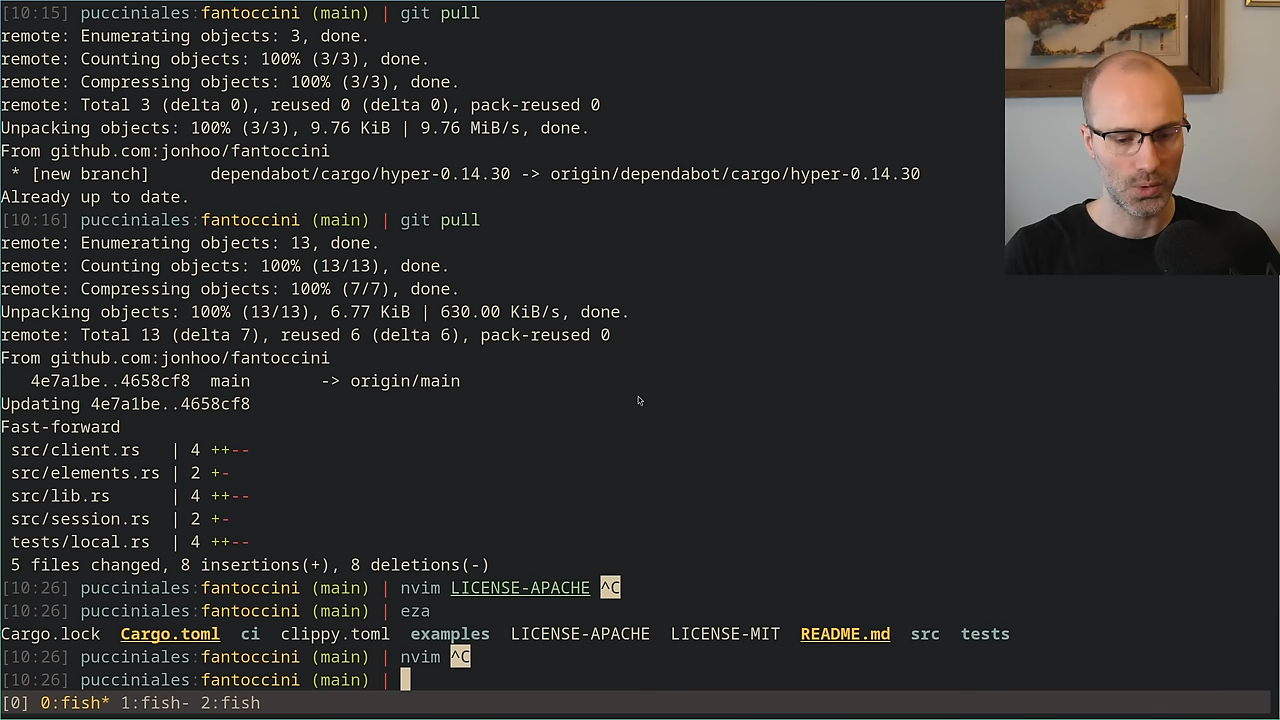 [10:15] pucciniales:fantoccini (main) | git pull
remote: Enumerating objects: 3, done.
remote: Counting objects: 100% (3/3), done.
remote: Compressing objects: 100% (3/3), done.
remote: Total 3 (delta 0), reused 0 (delta 0), pack-reused 0
Unpacking objects: 100% (3/3), 9.76 KiB | 9.76 MiB/s, done.
From github.com:jonhoo/fantoccini
 * [new branch]      dependabot/cargo/hyper-0.14.30 -> origin/dependabot/cargo/hyper-0.14.30
Already up to date.
[10:16] pucciniales:fantoccini (main) | git pull
remote: Enumerating objects: 13, done.
remote: Counting objects: 100% (13/13), done.
remote: Compressing objects: 100% (7/7), done.
Unpacking objects: 100% (13/13), 6.77 KiB | 630.00 KiB/s, done.
remote: Total 13 (delta 7), reused 6 (delta 6), pack-reused 0
From github.com:jonhoo/fantoccini
   4e7a1be..4658cf8  main       -> origin/main
Updating 4e7a1be..4658cf8
Fast-forward
 src/client.rs   | 4 ++--
 src/elements.rs | 2 +-
 src/lib.rs      | 4 ++--
 src/session.rs  | 2 +-
 tests/local.rs  | 4 ++--
 5 files changed, 8 insertions(+), 8 deletions(-)
[10:26] pucciniales:fantoccini (main) | nvim LICENSE-APACHE ^C
[10:26] pucciniales:fantoccini (main) | eza
Cargo.lock  Cargo.toml  ci  clippy.toml  examples  LICENSE-APACHE  LICENSE-MIT  README.md  src  tests
[10:26] pucciniales:fantoccini (main) | nvim ^C
[10:26] pucciniales:fantoccini (main) |
[0] 0:fish* 1:fish- 2:fish